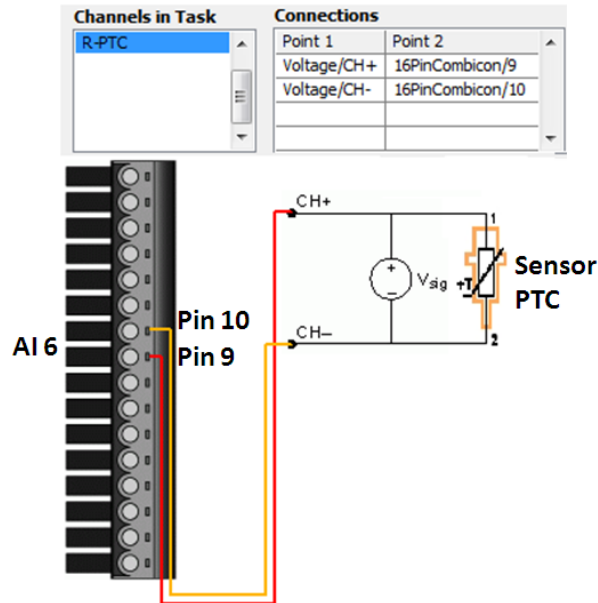 Channels in Task
R-PTC
Connections
Point 1 Point 2
Voltage/CH+ 16PinCombicon/9
Voltage/CH- 16PinCombicon/10
CH+
1
+
Vsig
−
+T
Sensor
PTC
Pin 10
AI 6
Pin 9
CH−
2